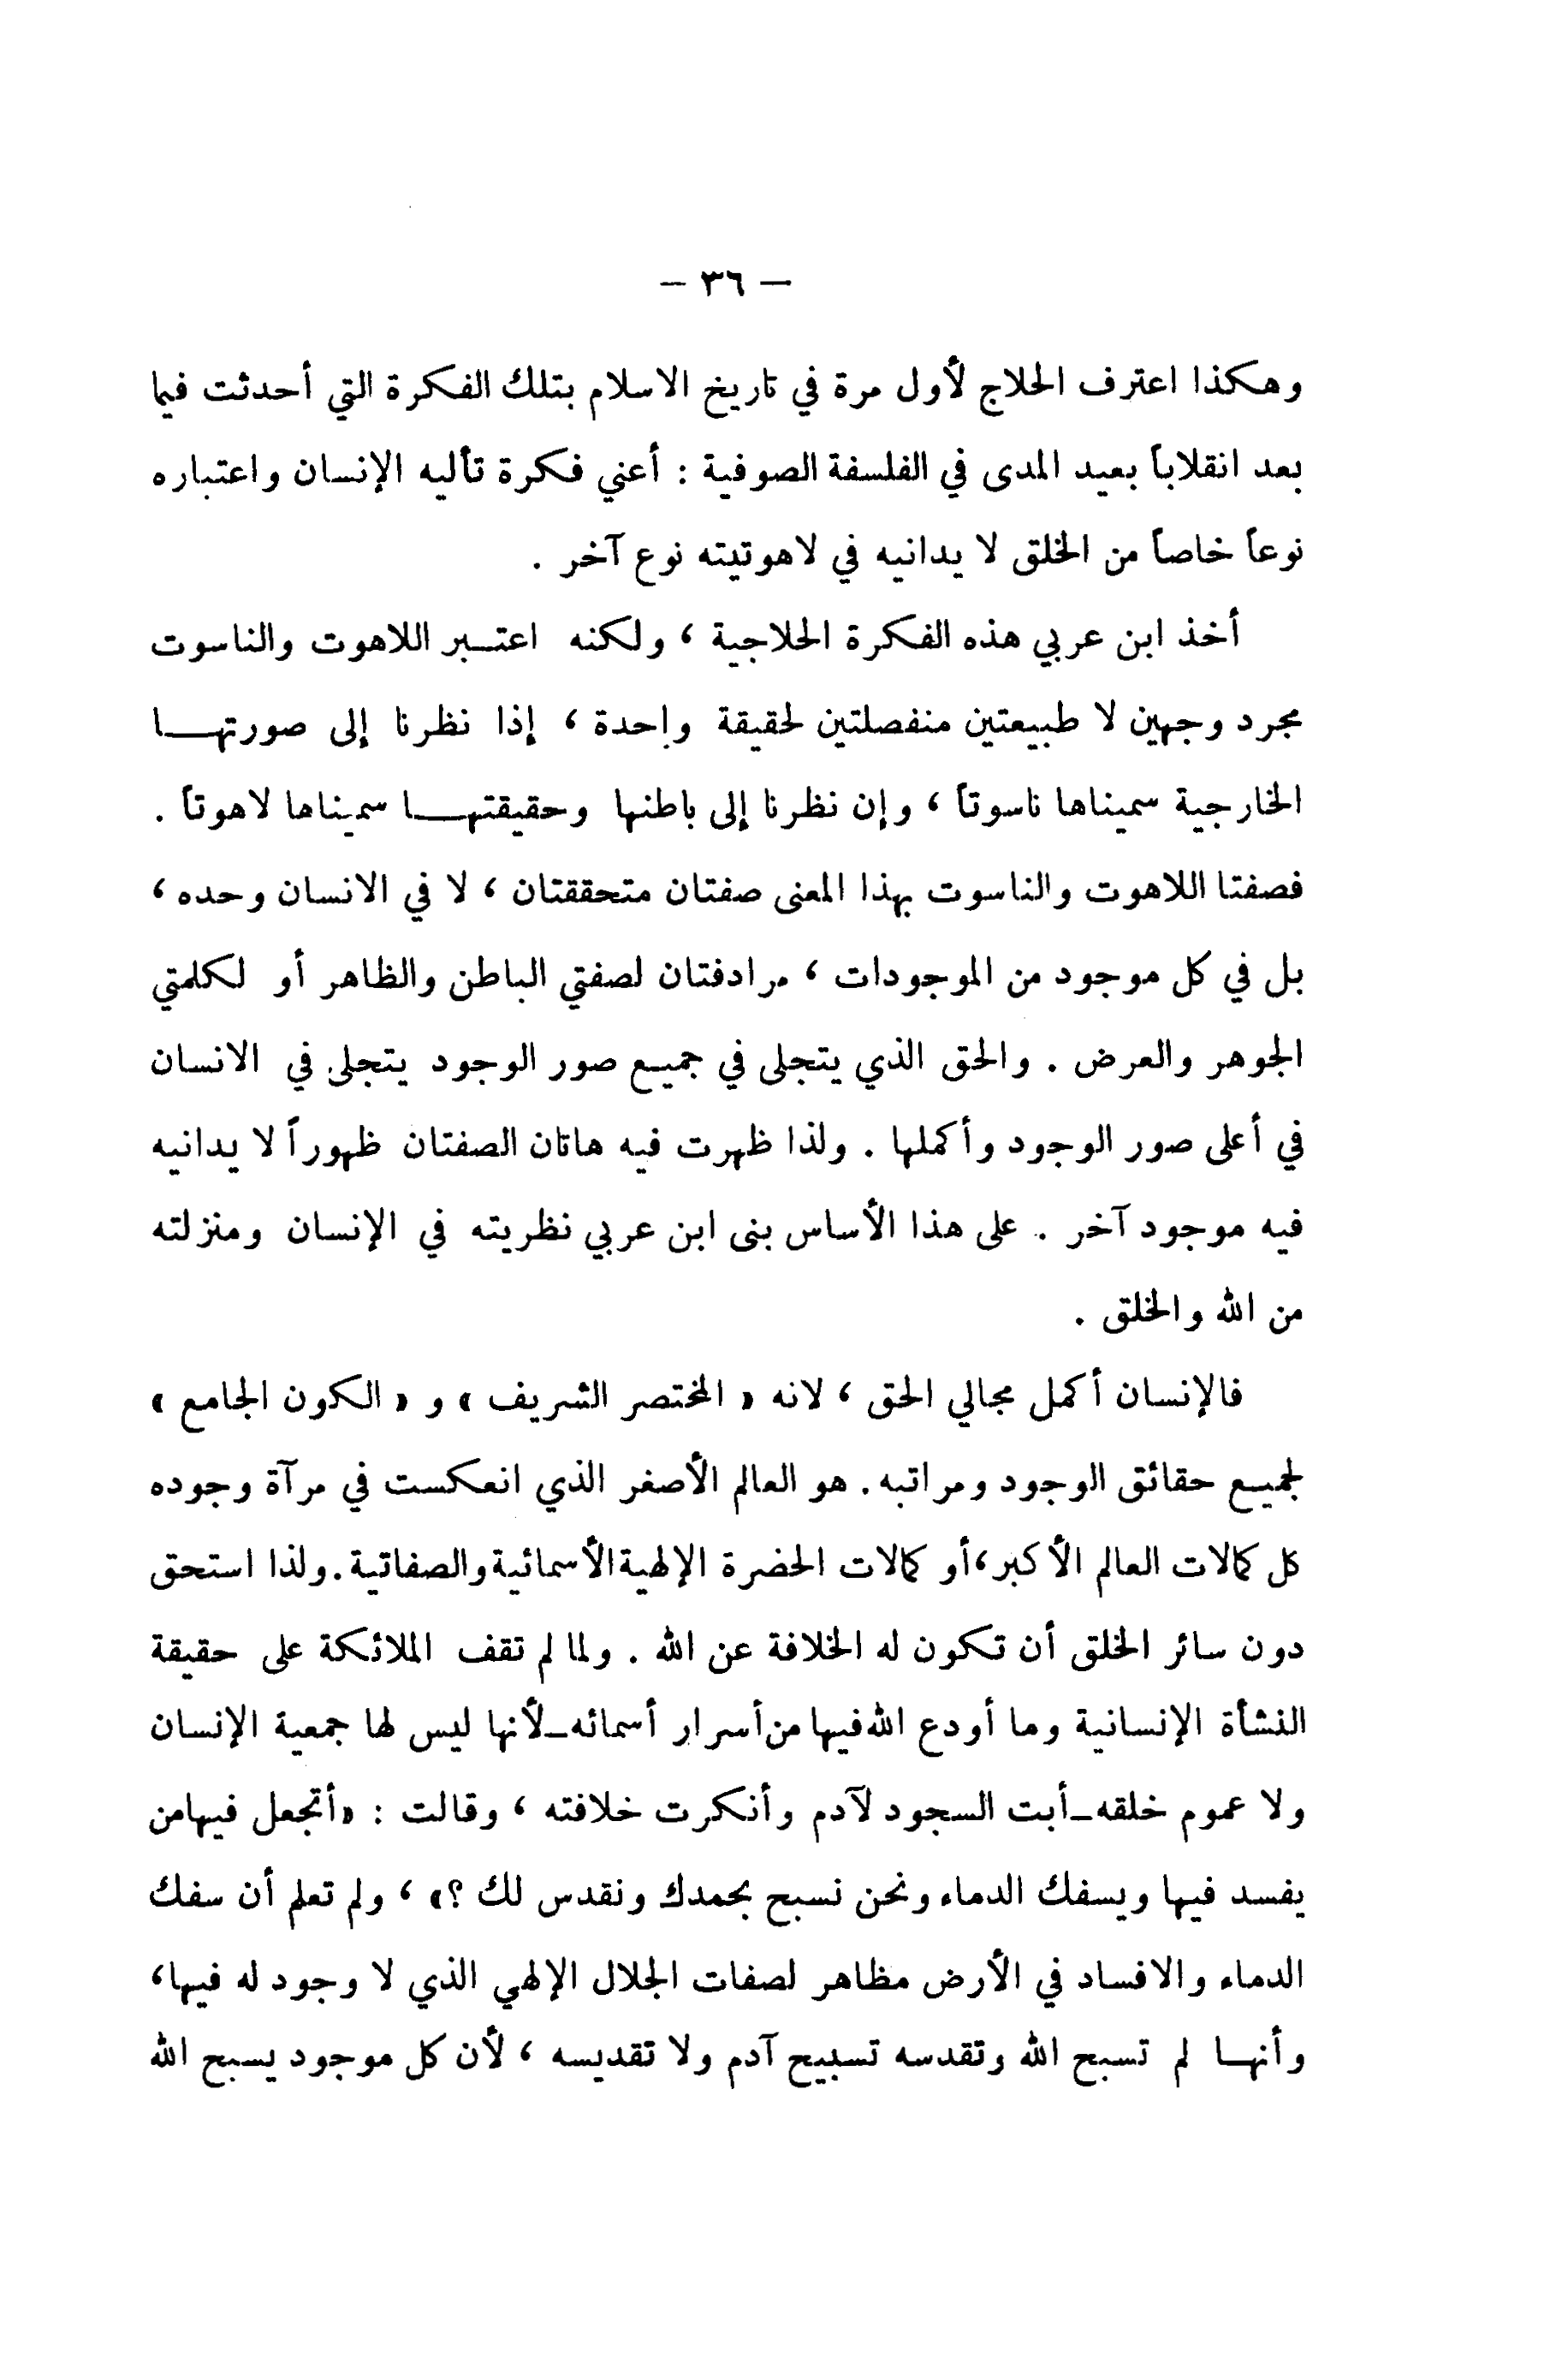 — ٣٦ —
وهكذا اعترف الحلاج لأول مرة في تاريخ الاسلام بتلك الفكرة التي أحدثت فيما
بعد انقلاباً بعيد المدى في الفلسفة الصوفية : أعني فكرة تأليه الإنسان واعتباره
نوعاً خاصاً من الخلق لا يدانيه في لاهوتيته نوع آخر .
أخذ ابن عربي هذه الفكرة الحلاجية ، ولكنه اعتبر اللاهوت والناسوت
مجرد وجهين لا طبيعتين منفصلتين لحقيقة واحدة ، إذا نظرنا إلى صورتها
الخارجية سميناها ناسوتاً ، وإن نظرنا إلى باطنها وحقيقتها سميناها لاهوتاً .
فصفتا اللاهوت والناسوت بهذا المعنى صفتان متحققتان ، لا في الانسان وحده ،
بل في كل موجود من الموجودات ، مرادفتان لصفتي الباطن والظاهر أو لكلمتي
الجوهر والعرض . والحق الذي يتجلى في جميع صور الوجود يتجلى في الانسان
في أعلى صور الوجود وأكملها . ولذا ظهرت فيه هاتان الصفتان ظهوراً لا يدانيه
فيه موجود آخر . على هذا الأساس بنى ابن عربي نظريته في الإنسان ومنزلته
من الله والخلق .
فالإنسان أكمل مجالي الحق ، لانه « المختصر الشريف » و « الكون الجامع »
لجميع حقائق الوجود ومراتبه . هو العالم الأصغر الذي انعكست في مرآة وجوده
كل كمالات العالم الأكبر ، أو كمالات الحضرة الإلهية الأسمائية والصفاتية . ولذا استحق
دون سائر الخلق أن تكون له الخلافة عن الله . ولما لم تقف الملائكة على حقيقة
النشأة الإنسانية وما أودع الله فيها من أسرار أسمائه – لأنها ليس لها جمعية الإنسان
ولا عموم خلقه – أبت السجود لآدم وأنكرت خلافته ، وقالت : «أتجعل فيها من
يفسد فيها ويسفك الدماء ونحن نسبح بحمدك ونقدس لك ؟» ، ولم تعلم أن سفك
الدماء والافساد في الأرض مظاهر لصفات الجلال الإلهي الذي لا وجود له فيها ،
وأنها لم تسبح الله وتقدسه تسبيح آدم ولا تقديسه ، لأن كل موجود يسبح الله